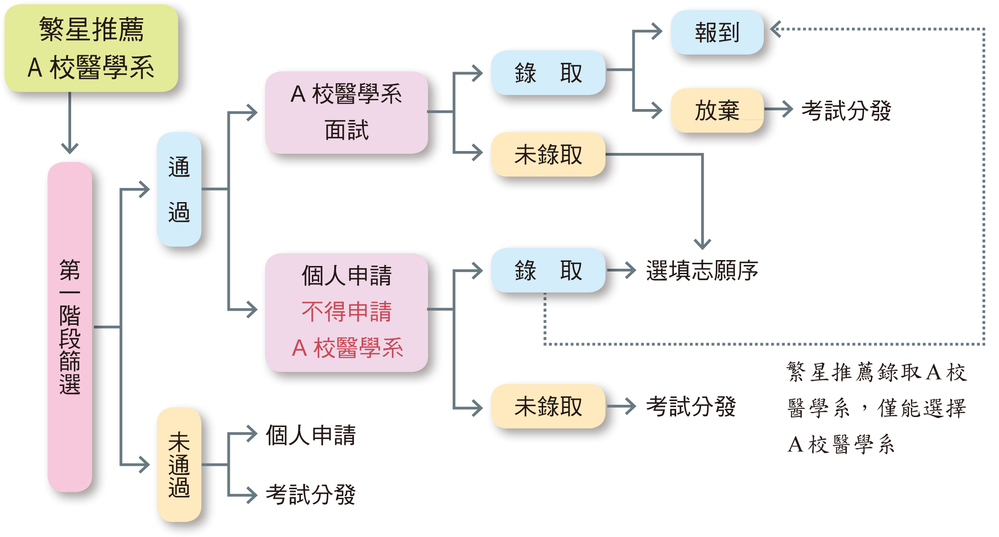 繁星推薦
A 校醫學系
第一階段篩選
通過
未通過
A 校醫學系
面試
個人申請
不得申請
A 校醫學系
個人申請
考試分發
錄 取
未錄取
報到
放棄
考試分發
錄 取
選填志願序
未錄取
考試分發
繁星推薦錄取A校
醫學系，僅能選擇
A校醫學系